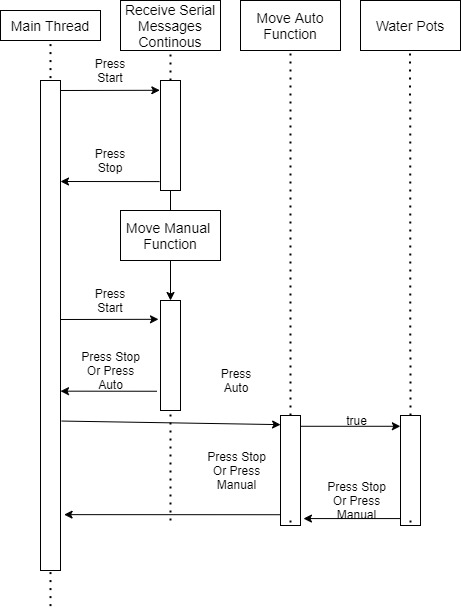 Main Thread
Receive Serial
Messages
Continous
Move Auto
Function
Water Pots
Press
Start
Press
Stop
Move Manual
Function
Press
Start
Press Stop
Or Press
Auto
Press
Auto
true
Press Stop
Or Press
Manual
Press Stop
Or Press
Manual